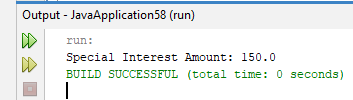 Output - JavaApplication58 (run)
run:
Special Interest Amount: 150.0
BUILD SUCCESSFUL (total time: 0 seconds)